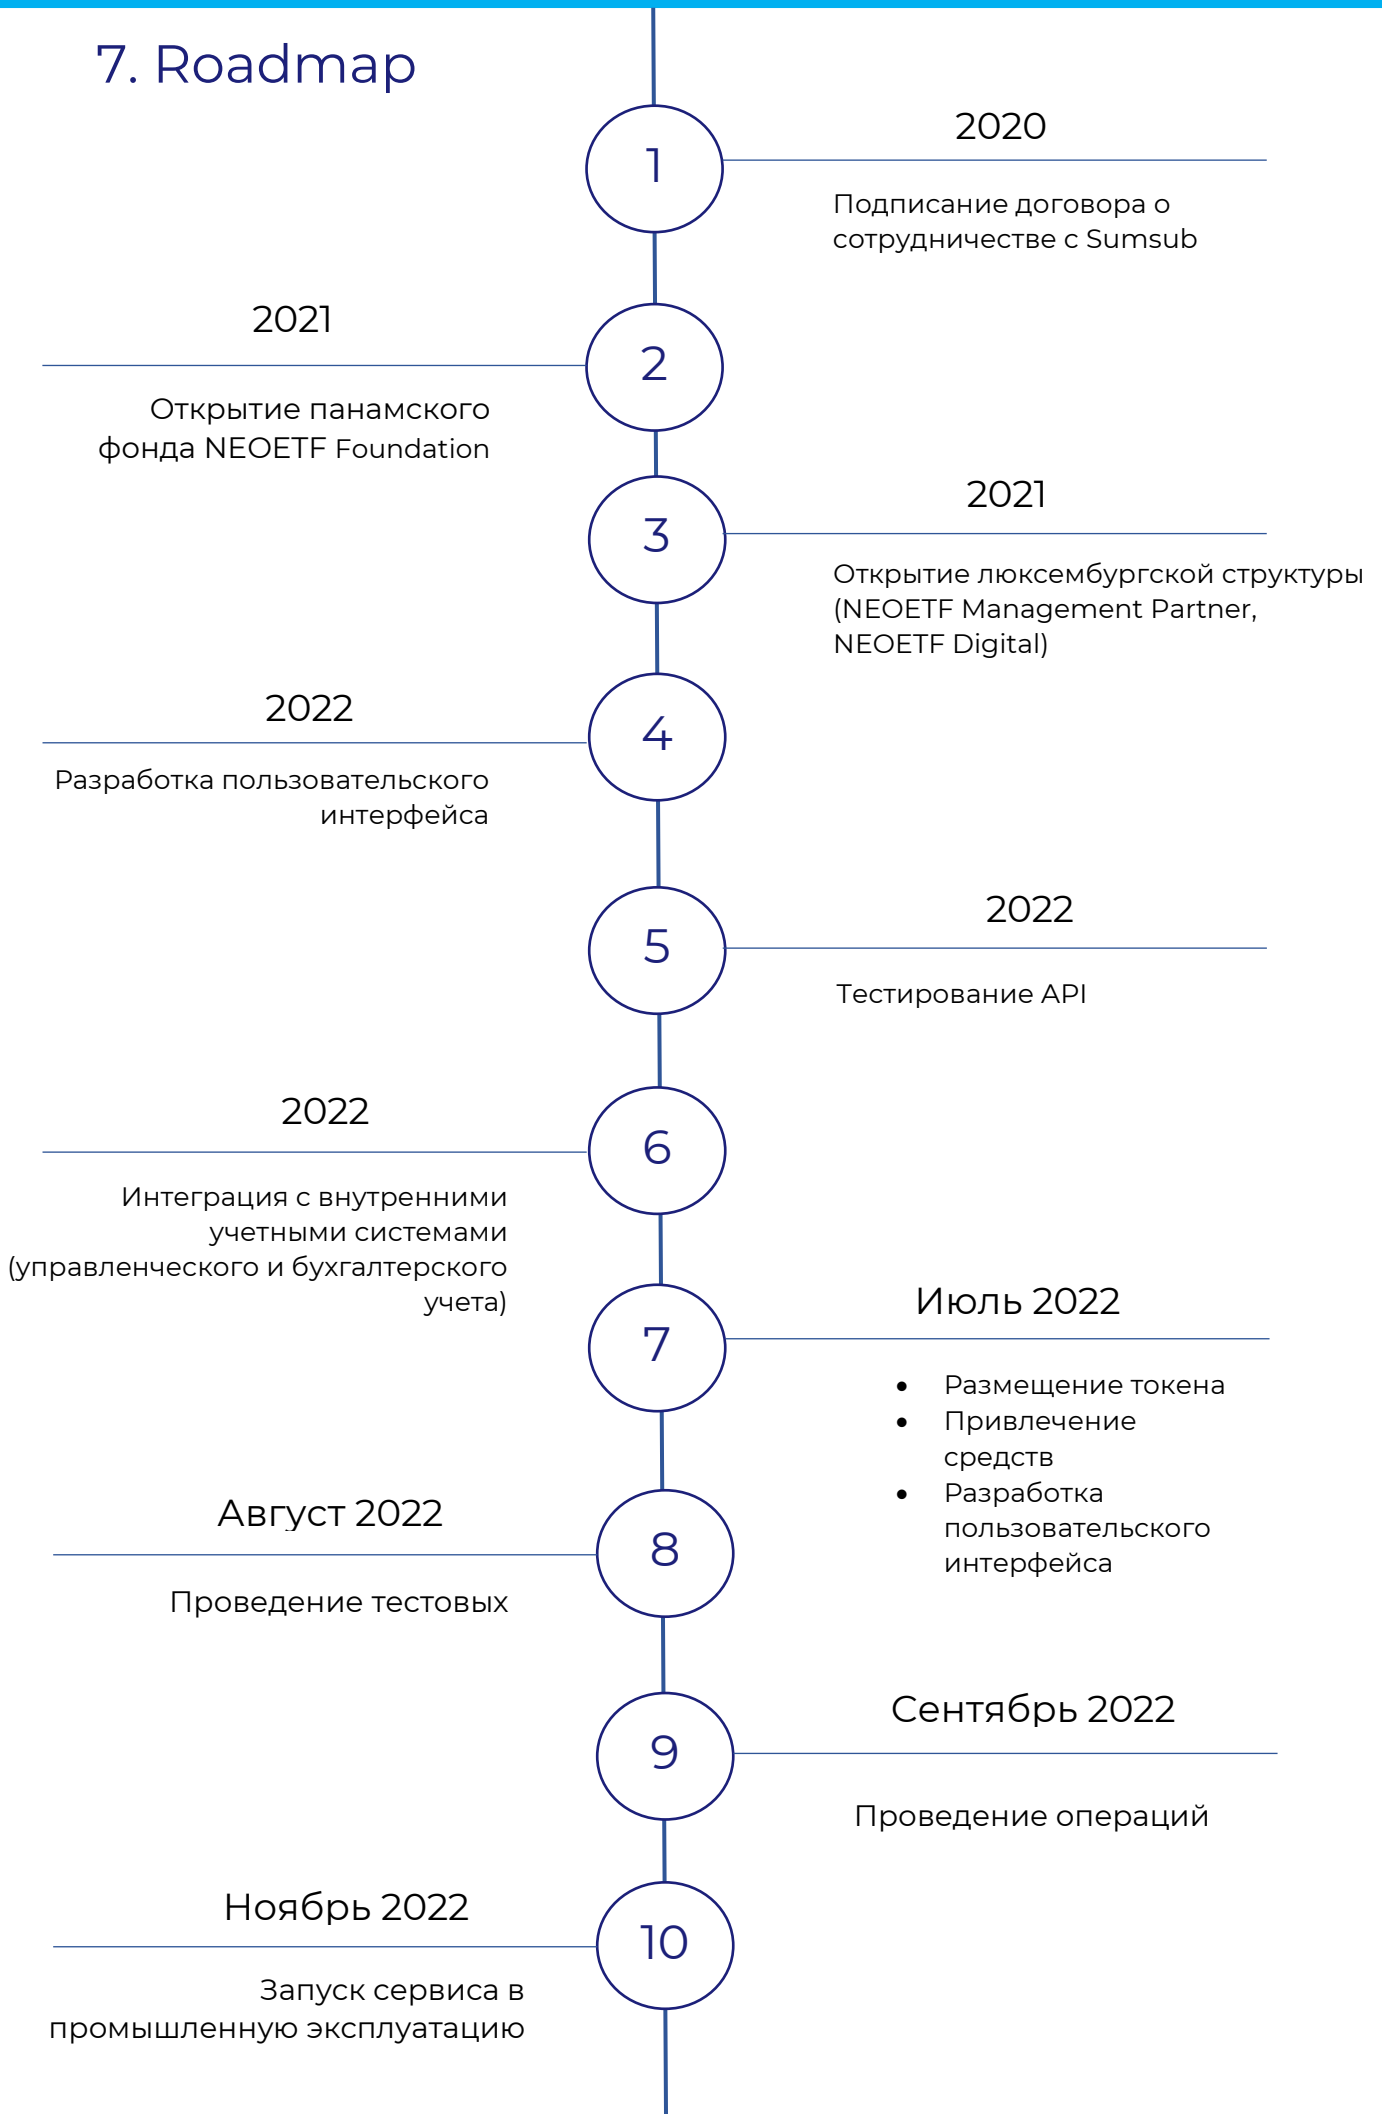 7. Roadmap
1
2020
Подписание договора о
сотрудничестве с Sumsub
2021
2
Открытие панамского
фонда NEOETF Foundation
2021
3
Открытие люксембургской структуры
(NEOETF Management Partner,
NEOETF Digital)
2022
4
Разработка пользовательского
интерфейса
2022
5
Тестирование API
2022
6
Интеграция с внутренними
учетными системами
(управленческого и бухгалтерского
учета)
Июль 2022
7
• Размещение токена
• Привлечение
средств
• Разработка
пользовательского
интерфейса
Август 2022
8
Проведение тестовых
Сентябрь 2022
9
Проведение операций
Ноябрь 2022
10
Запуск сервиса в
промышленную эксплуатацию